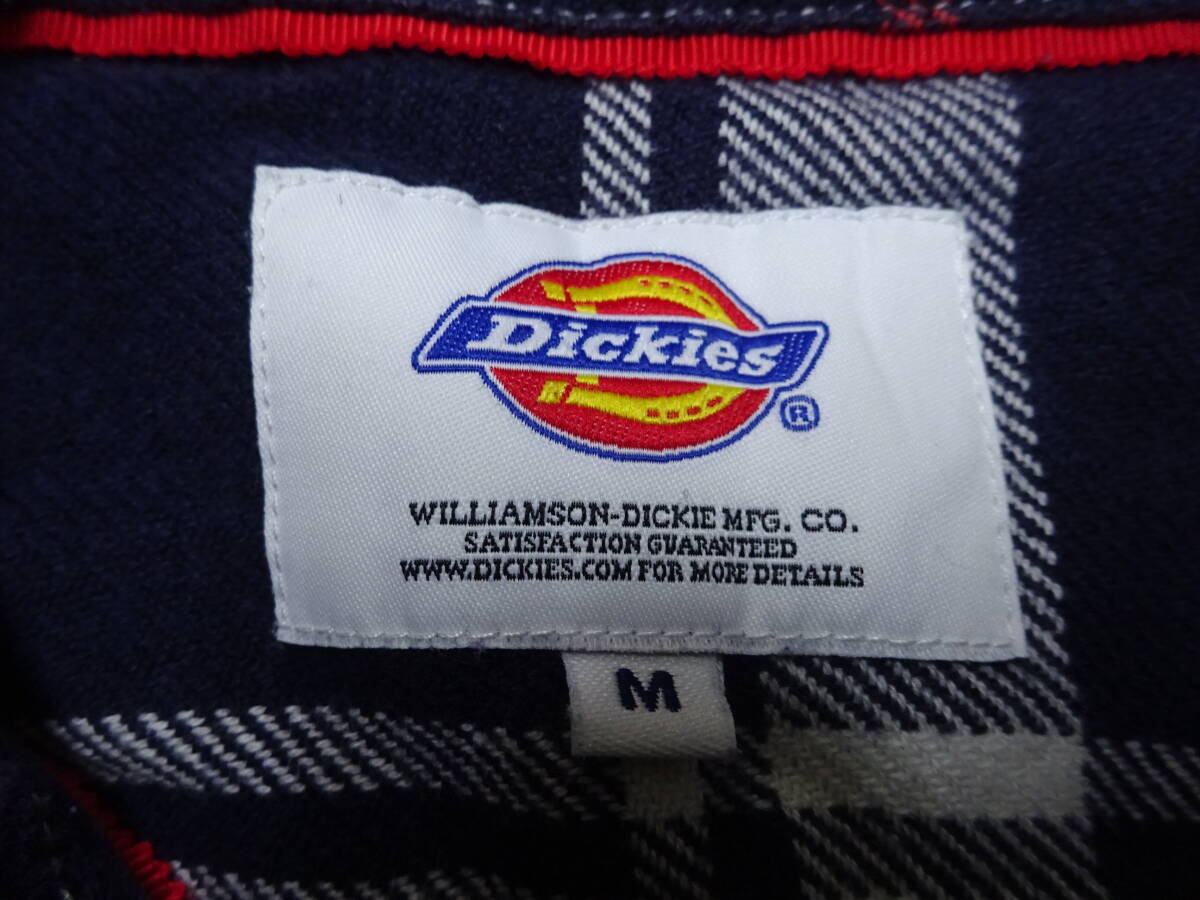 Dickies
®
WILLIAMSON-DICKIE MFG. CO.
SATISFACTION GUARANTEED
WWW.DICKIES.COM FOR MORE DETAILS
M